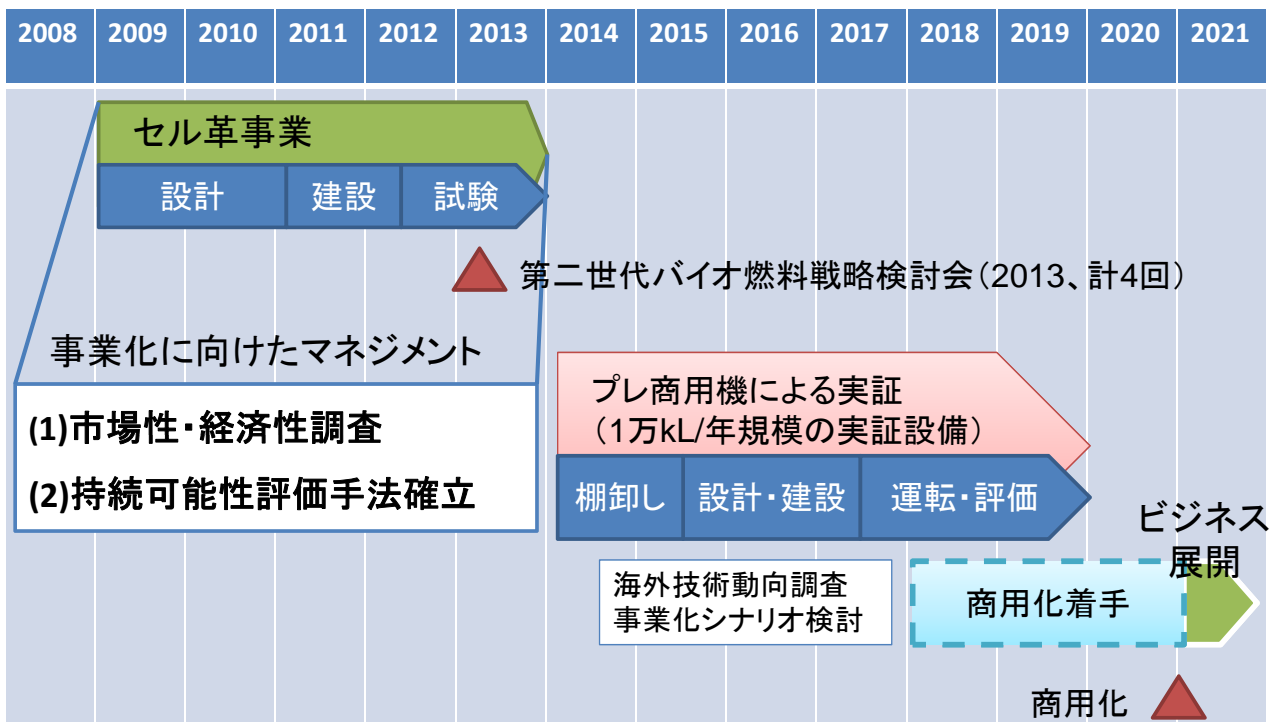 2008 2009 2010 2011 2012 2013 2014 2015 2016 2017 2018 2019 2020 2021
セル革事業
設計 建設 試験
第二世代バイオ燃料戦略検討会(2013、計4回)
事業化に向けたマネジメント
(1)市場性・経済性調査
(2)持続可能性評価手法確立
プレ商用機による実証
(1万kL/年規模の実証設備)
棚卸し 設計・建設 運転・評価
海外技術動向調査
事業化シナリオ検討
商用化着手
ビジネス
展開
商用化